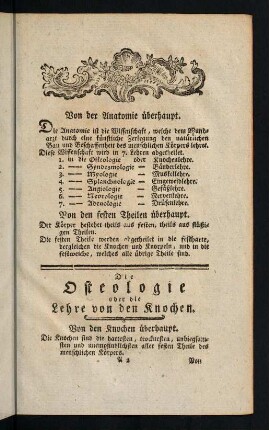 Von der Anatomie überhaupt.
Die Anatomie ist die Wissenschaft, welche dem Wund-
arzt durch eine künstliche Zerlegung den natürlichen
Bau und Beschaffenheit des menschlichen Körpers lehret.
Diese Wissenschaft wird in 7. Lehren abgetheilet.
1. in die Osteologie oder Knochenlehre.
2. — Syndesmologie — Bänderlehre.
3. — Myologie — Muskellehre.
4. — Splanchnologie — Eingeweidlehre.
5. — Angiologie — Gefäßlehre.
6. — Nevrologie — Nervenlehre.
7. — Adenologie — Drüsenlehre.
Von den festen Theilen überhaupt.
Der Körper bestehet theils aus festen, theils aus flüßi-
gen Theilen.
Die festen Theile werden abgetheilet in die festharte,
dergleichen die Knochen und Knorpeln, und in die
festweiche, welches alle übrige Theile sind.
Die
Osteologie
oder die
Lehre von den Knochen.
Von den Knochen überhaupt.
Die Knochen sind die härtesten, trockesten, unbiegsam-
sten und unempfindlichsten aller festen Theile des
menschlichen Körpers.
A 2 Von